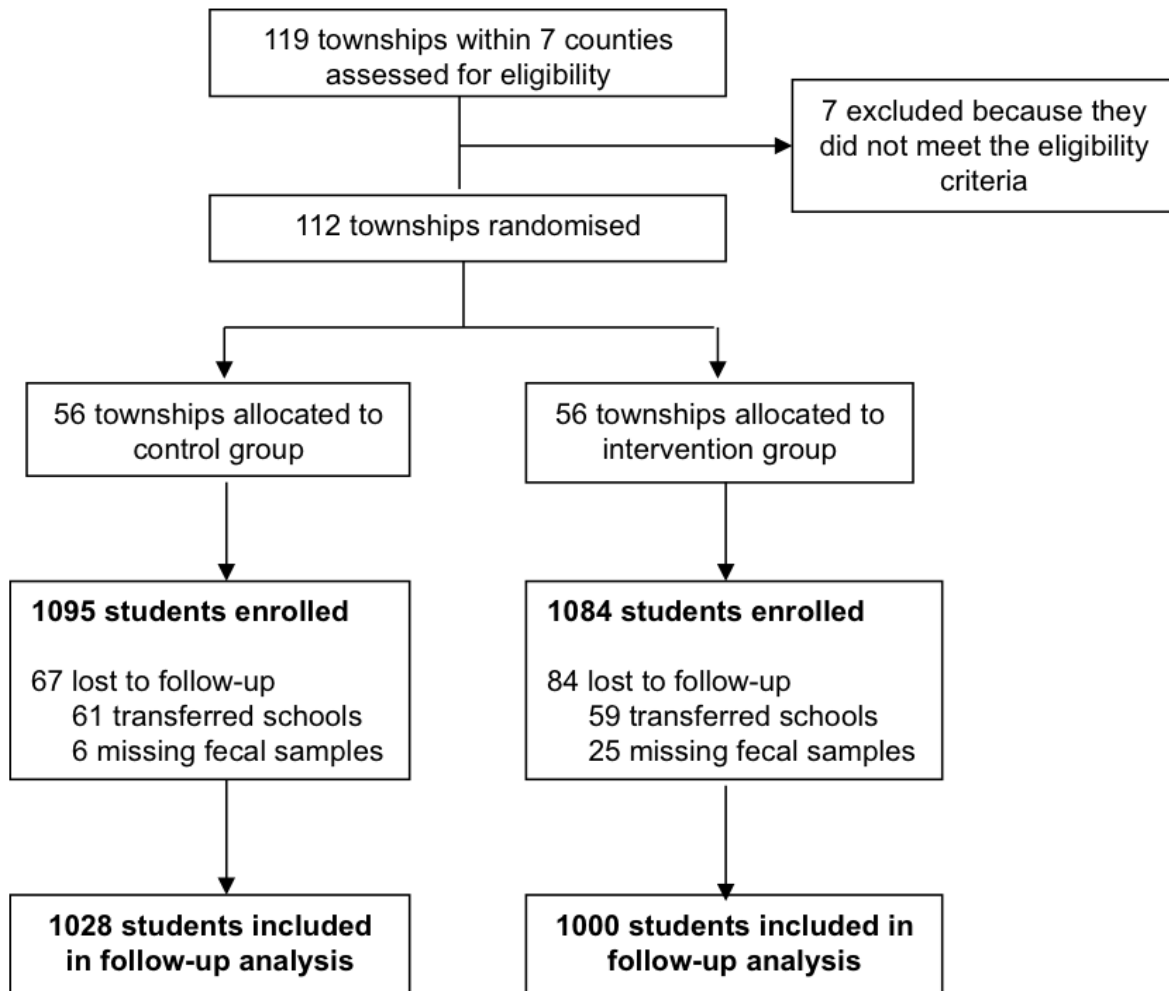 119 townships within 7 counties
assessed for eligibility
7 excluded because they
did not meet the eligibility
criteria
112 townships randomised
56 townships allocated to
control group
56 townships allocated to
intervention group
1095 students enrolled
67 lost to follow-up
61 transferred schools
6 missing fecal samples
1084 students enrolled
84 lost to follow-up
59 transferred schools
25 missing fecal samples
1028 students included
in follow-up analysis
1000 students included in
follow-up analysis